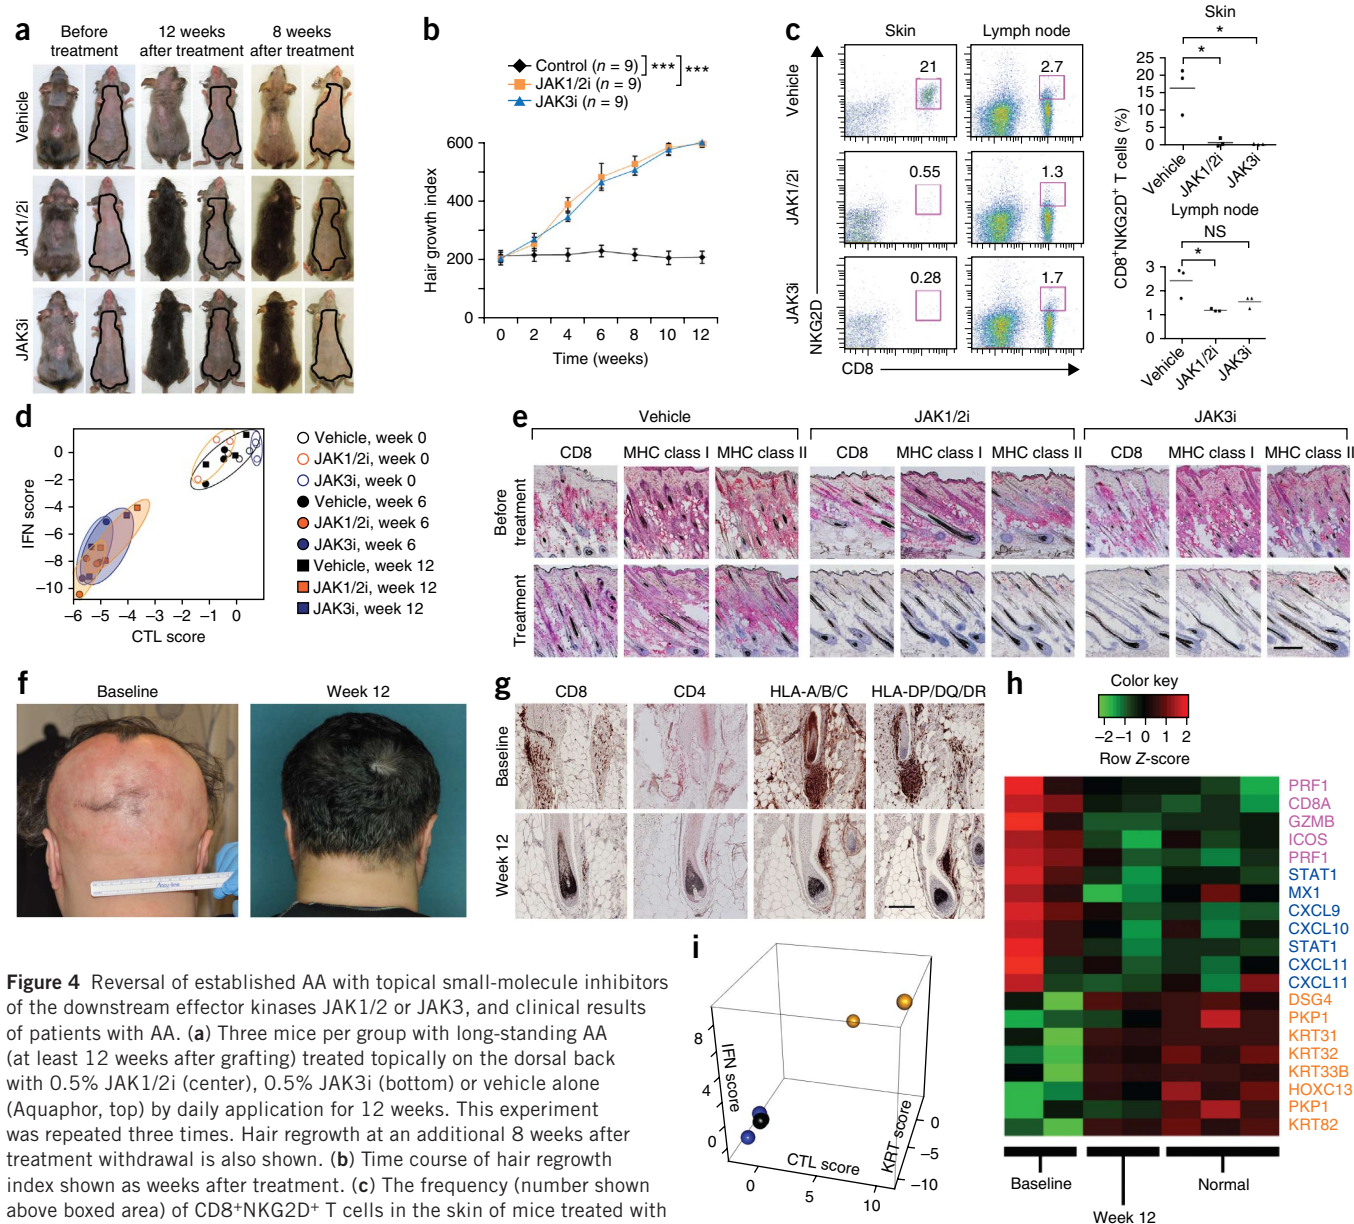 a
Before treatment
12 weeks after treatment
8 weeks after treatment
Vehicle
JAK1/2i
JAK3i
b
Control (n = 9)
JAK1/2i (n = 9)
JAK3i (n = 9)
***
***
Hair growth index
600
400
200
0
0 2 4 6 8 10 12
Time (weeks)
c
Skin
Lymph node
Vehicle
21
2.7
JAK1/2i
0.55
1.3
JAK3i
0.28
1.7
NKG2D
CD8
Skin
*
*
25
20
15
10
5
0
Vehicle
JAK1/2i
JAK3i
CD8+NKG2D+ T cells (%)
Lymph node
NS
*
3
2
1
0
Vehicle
JAK1/2i
JAK3i
d
IFN score
0
−2
−4
−6
−8
−10
−6 −5 −4 −3 −2 −1 0
CTL score
Vehicle, week 0
JAK1/2i, week 0
JAK3i, week 0
Vehicle, week 6
JAK1/2i, week 6
JAK3i, week 6
Vehicle, week 12
JAK1/2i, week 12
JAK3i, week 12
e
Vehicle
JAK1/2i
JAK3i
CD8 MHC class I MHC class II CD8 MHC class I MHC class II CD8 MHC class I MHC class II
Before treatment
Treatment
f
Baseline
Week 12
g
CD8 CD4 HLA-A/B/C HLA-DP/DQ/DR
Baseline
Week 12
h
Color key
−2 −1 0 1 2
Row Z-score
PRF1
CD8A
GZMB
ICOS
PRF1
STAT1
MX1
CXCL9
CXCL10
STAT1
CXCL11
CXCL11
DSG4
PKP1
KRT31
KRT32
KRT33B
HOXC13
PKP1
KRT82
Baseline
Week 12
Normal
i
IFN score
8
4
0
CTL score
0 5 10
KRT score
0
−5
−10
Figure 4 Reversal of established AA with topical small-molecule inhibitors
of the downstream effector kinases JAK1/2 or JAK3, and clinical results
of patients with AA. (a) Three mice per group with long-standing AA
(at least 12 weeks after grafting) treated topically on the dorsal back
with 0.5% JAK1/2i (center), 0.5% JAK3i (bottom) or vehicle alone
(Aquaphor, top) by daily application for 12 weeks. This experiment
was repeated three times. Hair regrowth at an additional 8 weeks after
treatment withdrawal is also shown. (b) Time course of hair regrowth
index shown as weeks after treatment. (c) The frequency (number shown
above boxed area) of CD8+NKG2D+ T cells in the skin of mice treated with